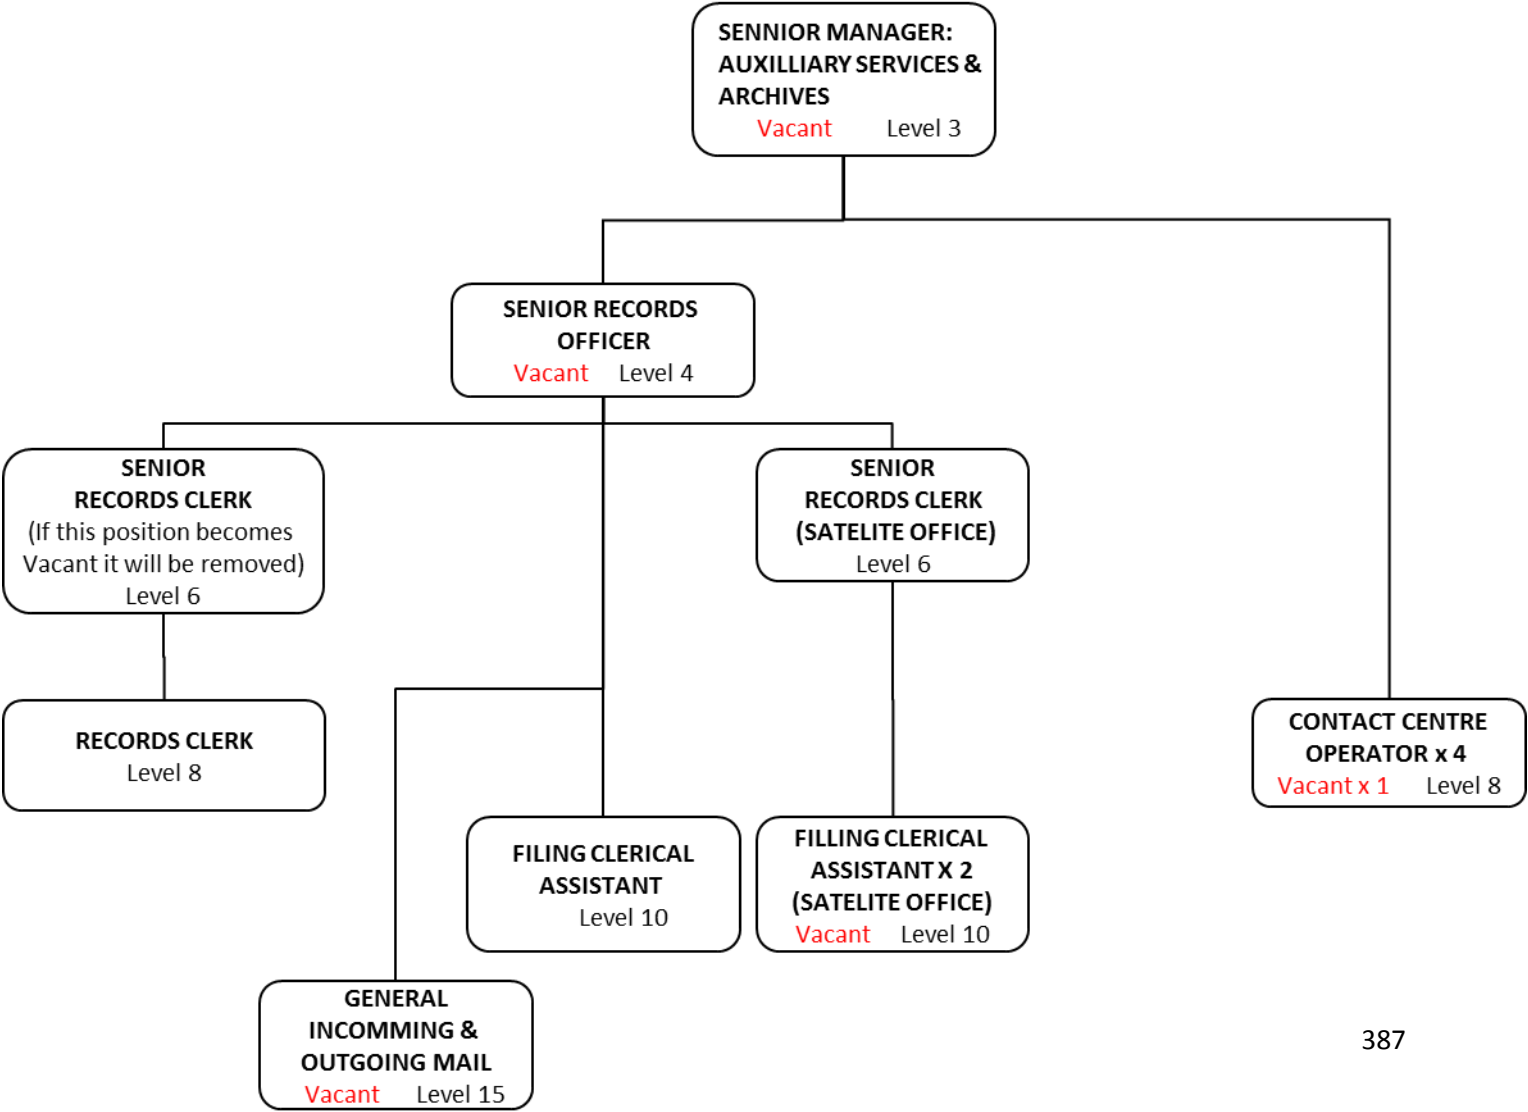 SENNIOR MANAGER:
AUXILLIARY SERVICES &
ARCHIVES
Vacant Level 3
SENIOR RECORDS
OFFICER
Vacant Level 4
SENIOR
RECORDS CLERK
(If this position becomes
Vacant it will be removed)
Level 6
SENIOR
RECORDS CLERK
(SATELITE OFFICE)
Level 6
RECORDS CLERK
Level 8
CONTACT CENTRE
OPERATOR x 4
Vacant x 1 Level 8
FILING CLERICAL
ASSISTANT
Level 10
FILLING CLERICAL
ASSISTANT X 2
(SATELITE OFFICE)
Vacant Level 10
GENERAL
INCOMMING &
OUTGOING MAIL
Vacant Level 15
387